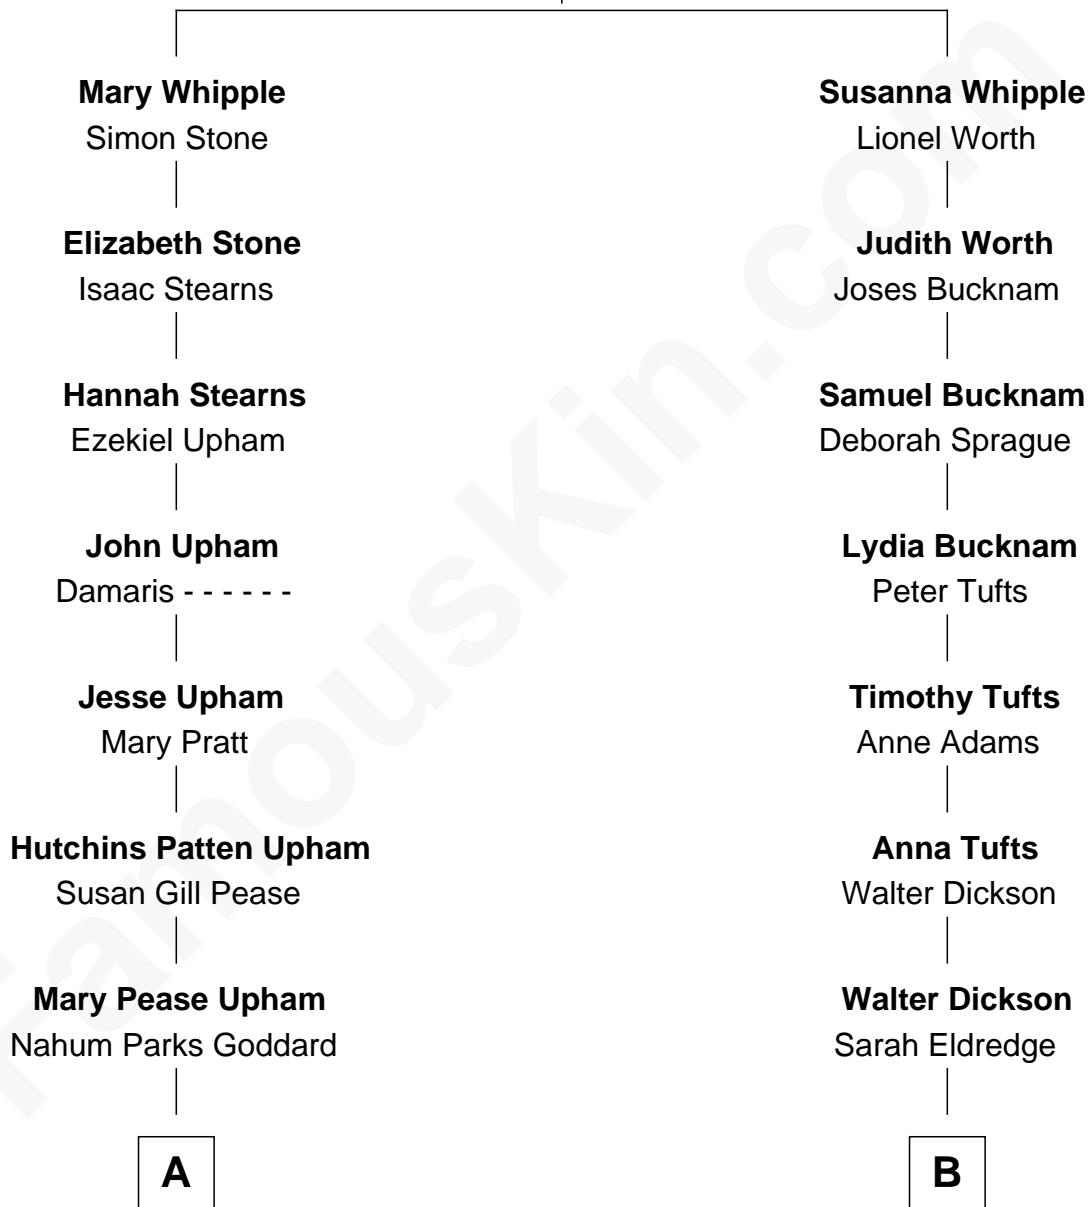 Mary Whipple
Simon Stone
Elizabeth Stone
Isaac Stearns
Hannah Stearns
Ezekiel Upham
John Upham
Damaris - - - - - -
Jesse Upham
Mary Pratt
Hutchins Patten Upham
Susan Gill Pease
Mary Pease Upham
Nahum Parks Goddard
A
Susanna Whipple
Lionel Worth
Judith Worth
Joses Bucknam
Samuel Bucknam
Deborah Sprague
Lydia Bucknam
Peter Tufts
Timothy Tufts
Anne Adams
Anna Tufts
Walter Dickson
Walter Dickson
Sarah Eldredge
B
FamousKin.com